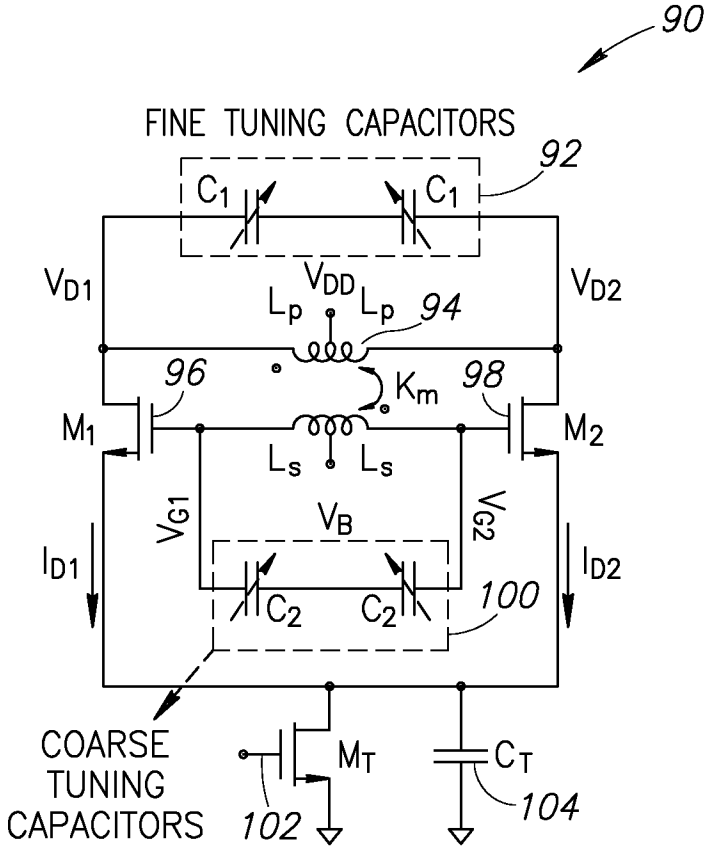 90
FINE TUNING CAPACITORS
92
C1 C1
VD1 VDD VD2
Lp Lp 94
96 Km 98
M1 M2
Ls Ls
VG1 VG2
VB
ID1 ID2
C2 C2 100
COARSE
TUNING
CAPACITORS
MT CT
102 104